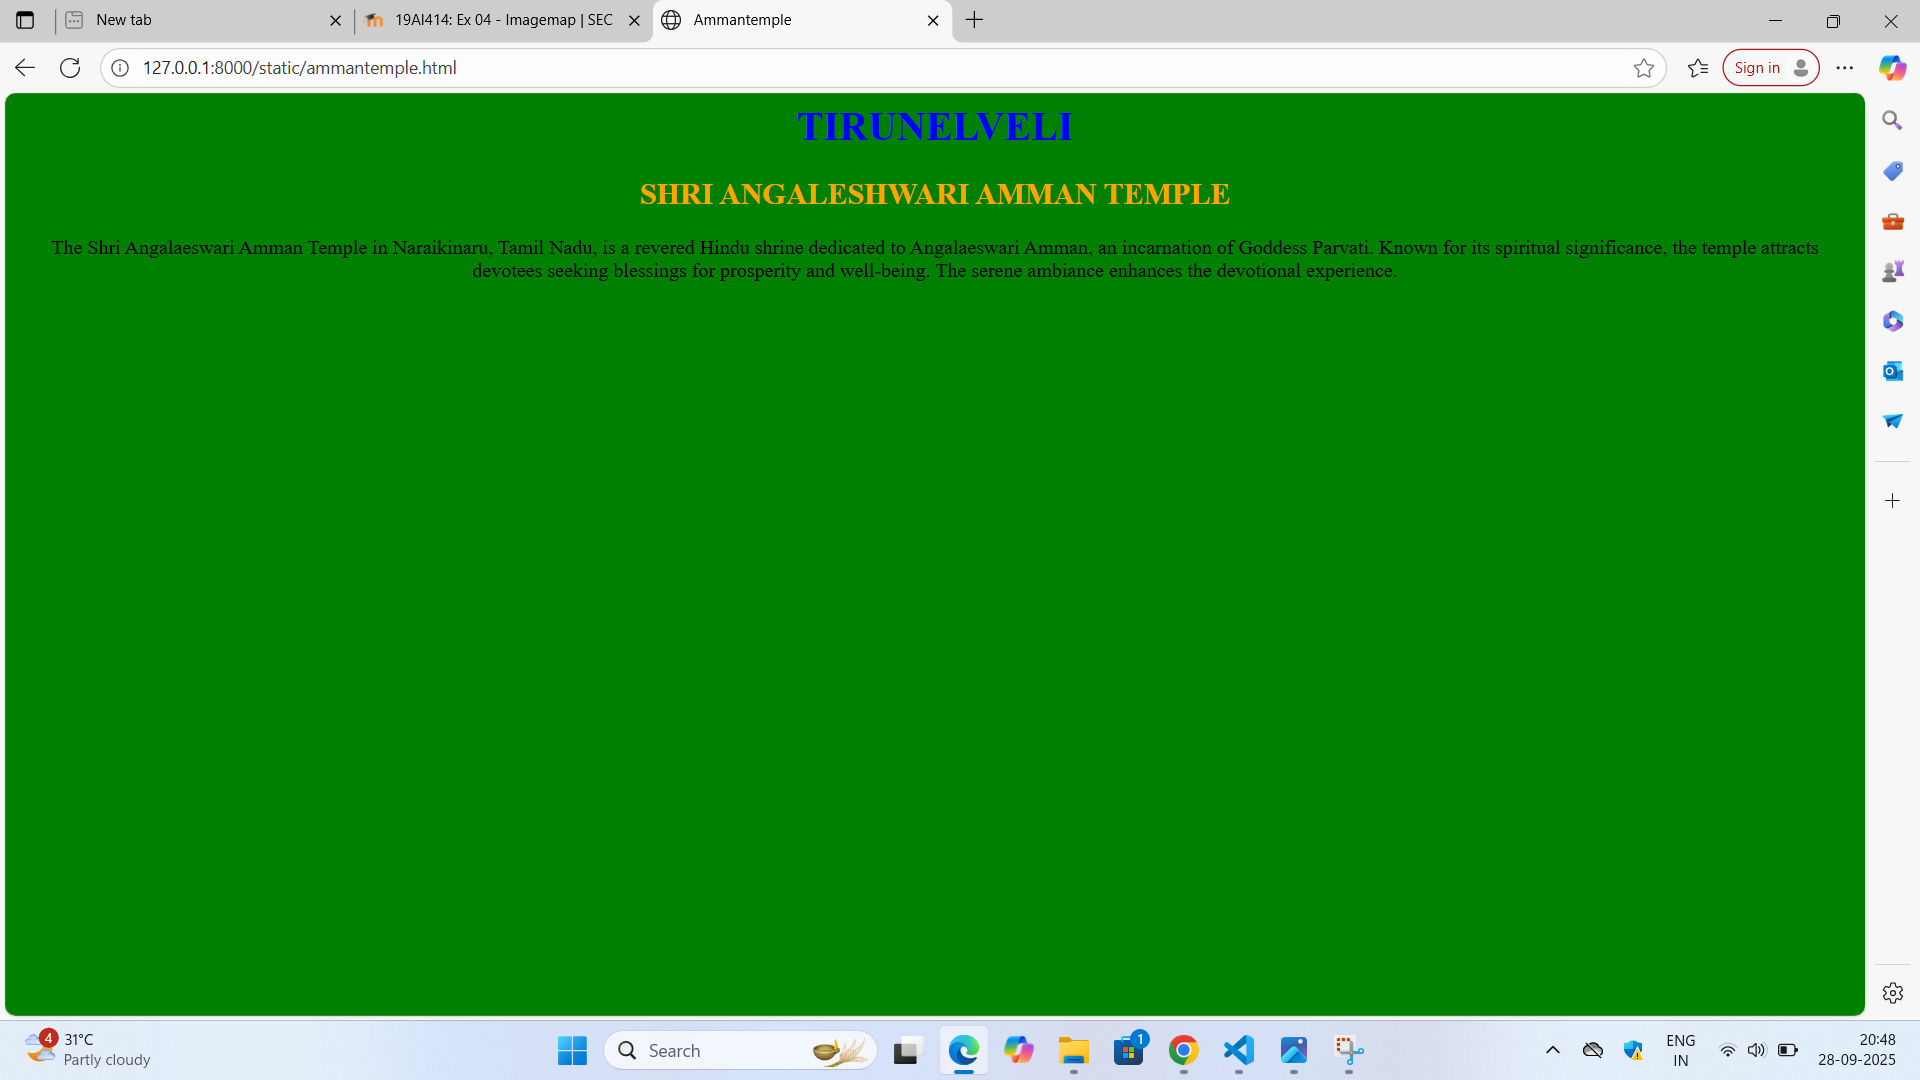 New tab
19AI414: Ex 04 - Imagemap | SEC
Ammantemple
127.0.0.1:8000/static/ammantemple.html
Sign in
TIRUNELVELI
SHRI ANGALESHWARI AMMAN TEMPLE
The Shri Angalaeswari Amman Temple in Naraikinaru, Tamil Nadu, is a revered Hindu shrine dedicated to Angalaeswari Amman, an incarnation of Goddess Parvati. Known for its spiritual significance, the temple attracts
devotees seeking blessings for prosperity and well-being. The serene ambiance enhances the devotional experience.
4
31°C
Partly cloudy
Search
1
ENG
IN
20:48
28-09-2025